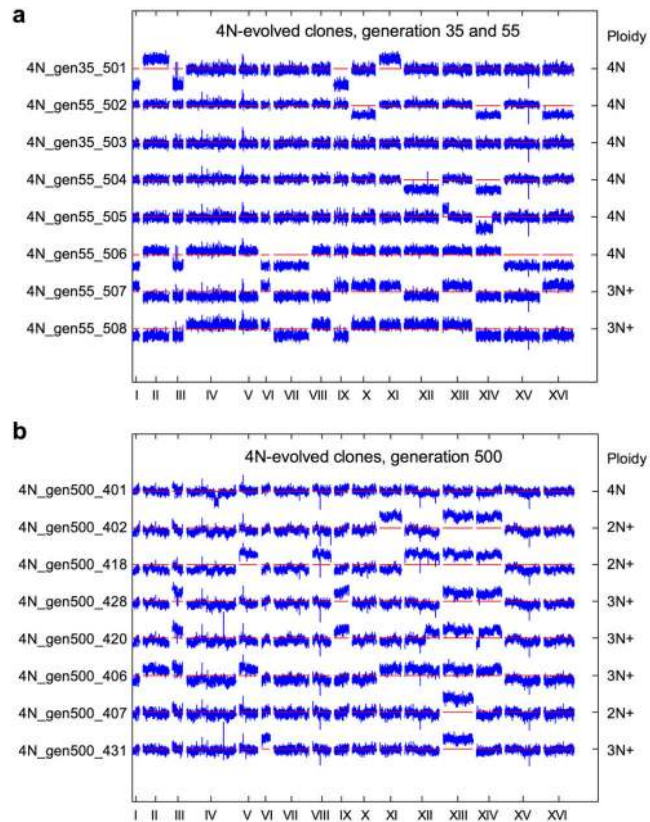 a
4N-evolved clones, generation 35 and 55
Ploidy
4N_gen35_501 4N
4N_gen55_502 4N
4N_gen35_503 4N
4N_gen55_504 4N
4N_gen55_505 4N
4N_gen55_506 4N
4N_gen55_507 3N+
4N_gen55_508 3N+
I II III IV V VI VII VIII IX X XI XII XIII XIV XV XVI
b
4N-evolved clones, generation 500
Ploidy
4N_gen500_401 4N
4N_gen500_402 2N+
4N_gen500_418 2N+
4N_gen500_428 3N+
4N_gen500_420 3N+
4N_gen500_406 3N+
4N_gen500_407 2N+
4N_gen500_431 3N+
I II III IV V VI VII VIII IX X XI XII XIII XIV XV XVI